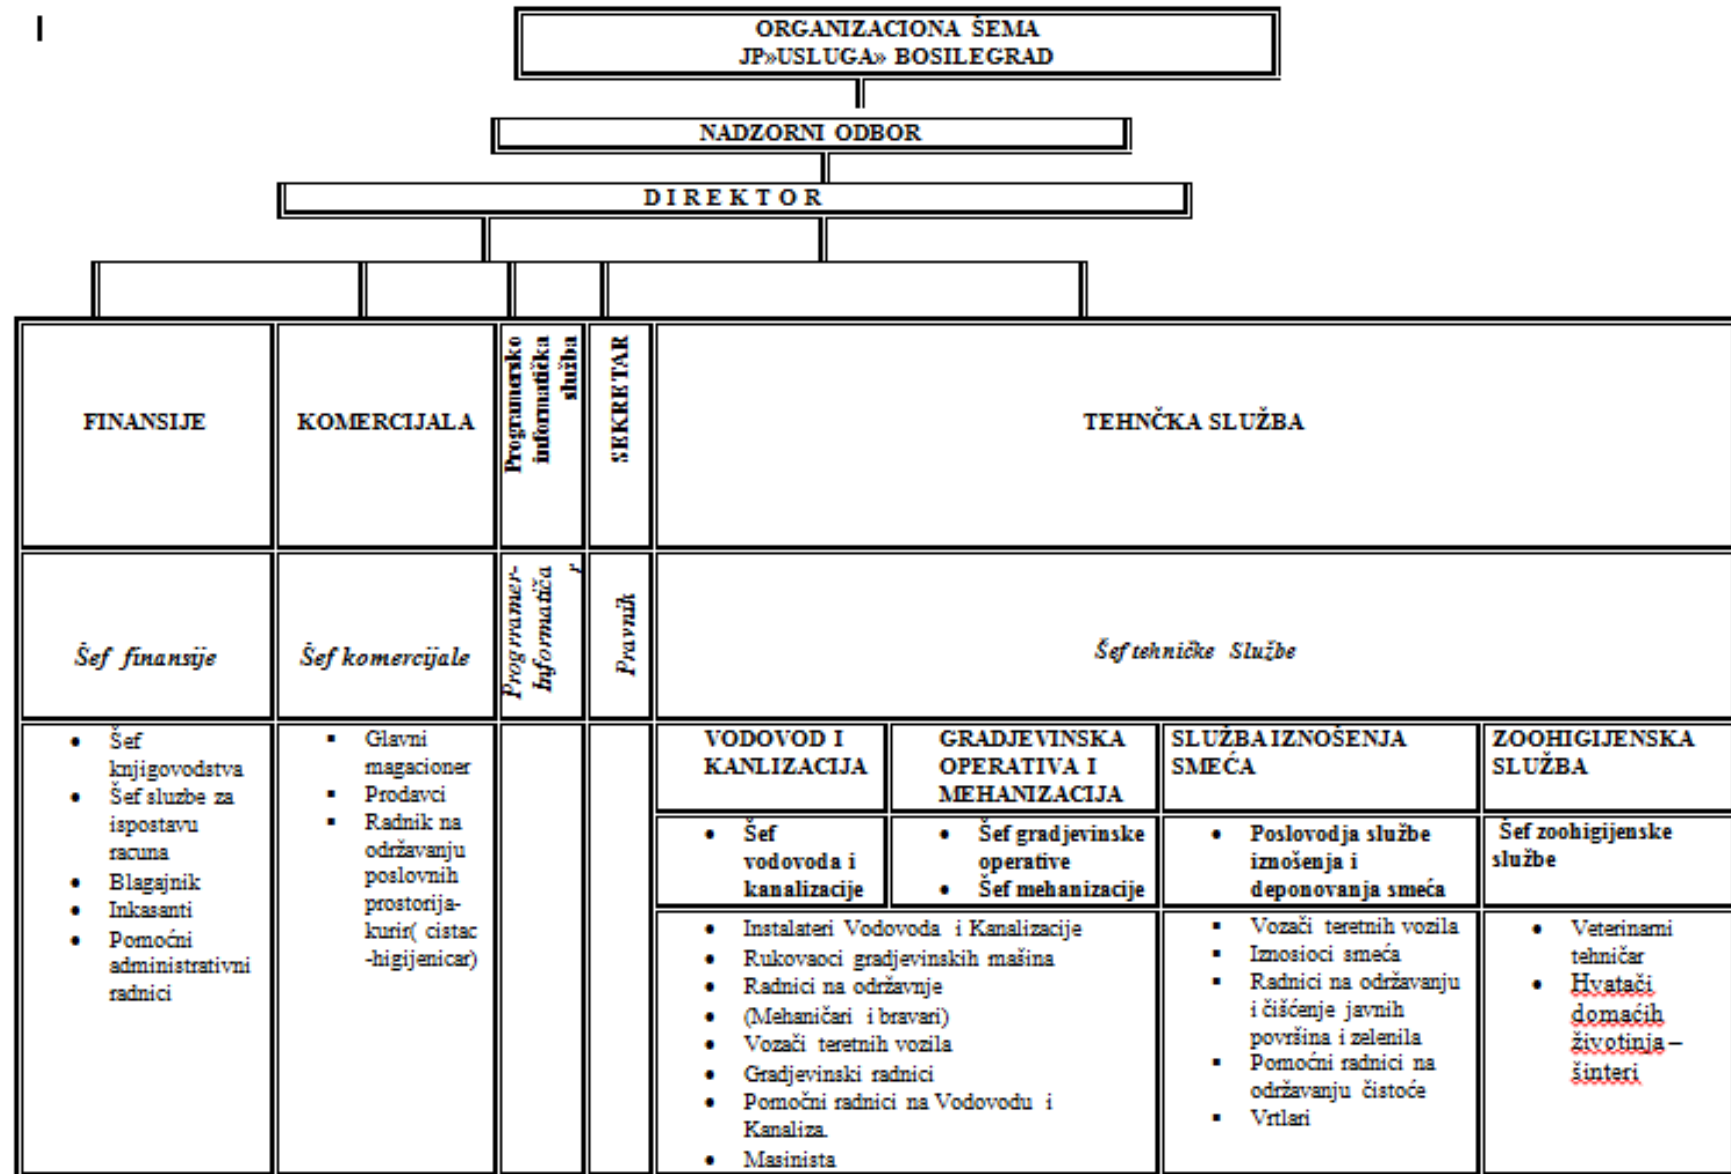 ORGANIZACIONA ŠEMA
JP»USLUGA» BOSILEGRAD
NADZORNI ODBOR
D I R E K T O R
FINANSIJE
KOMERCIJALA
Programersko
informatička
služba
SEKRETAR
TEHNČKA SLUŽBA
Šef finansije
Šef komercijale
Progrramer-
Informatiča
r
Pravnik
Šef tehničke Službe
• Šef
knjigovodstva
• Šef sluzbe za
ispostavu
racuna
• Blagajnik
• Inkasanti
• Pomoćni
administrativni
radnici
▪ Glavni
magacioner
▪ Prodavci
▪ Radnik na
održavanju
poslovnih
prostorija-
kurir( cistac
-higijenicar)
VODOVOD I
KANLIZACIJA
GRADJEVINSKA
OPERATIVA I
MEHANIZACIJA
SLUŽBA IZNOŠENJA
SMEĆA
ZOOHIGIJENSKA
SLUŽBA
• Šef
vodovoda i
kanalizacije
• Šef gradjevinske
operative
• Šef mehanizacije
• Poslovodja službe
iznošenja i
deponovanja smeća
Šef zoohigijenske
službe
• Instalateri Vodovoda i Kanalizacije
• Rukovaoci gradjevinskih mašina
• Radnici na održavnje
• (Mehaničari i bravari)
• Vozači teretnih vozila
• Gradjevinski radnici
• Pomočni radnici na Vodovodu i
Kanaliza.
• Masinista
▪ Vozači teretnih vozila
▪ Iznosioci smeća
▪ Radnici na održavanju
i čišćenje javnih
površina i zelenila
▪ Pomoćni radnici na
održavanju čistoće
▪ Vrtlari
• Veterinarni
tehničar
• Hvatači
domaćih
životinja –
šinteri